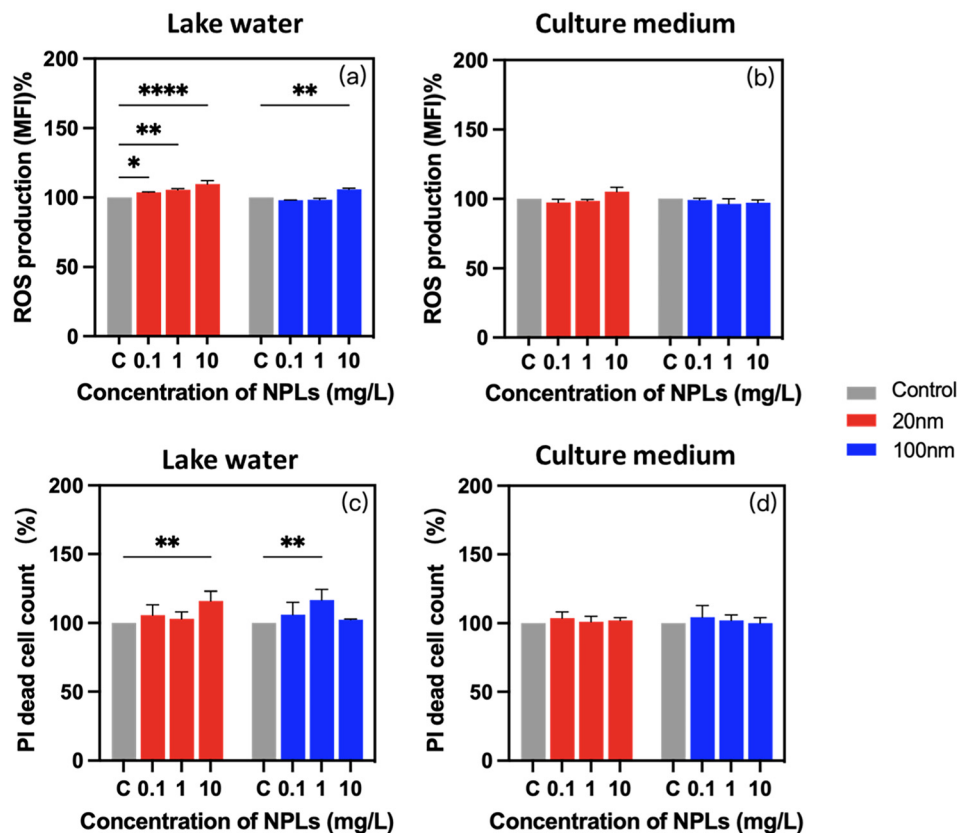 Lake water
(a)
ROS production (MFI)%
200
150
100
50
0
**** **
**
*
C 0.1 1 10 C 0.1 1 10
Concentration of NPLs (mg/L)
Culture medium
(b)
ROS production (MFI)%
200
150
100
50
0
C 0.1 1 10 C 0.1 1 10
Concentration of NPLs (mg/L)
Control
20nm
100nm
Lake water
(c)
PI dead cell count (%)
200
150
100
50
0
** **
C 0.1 1 10 C 0.1 1 10
Concentration of NPLs (mg/L)
Culture medium
(d)
PI dead cell count (%)
200
150
100
50
0
C 0.1 1 10 C 0.1 1 10
Concentration of NPLs (mg/L)